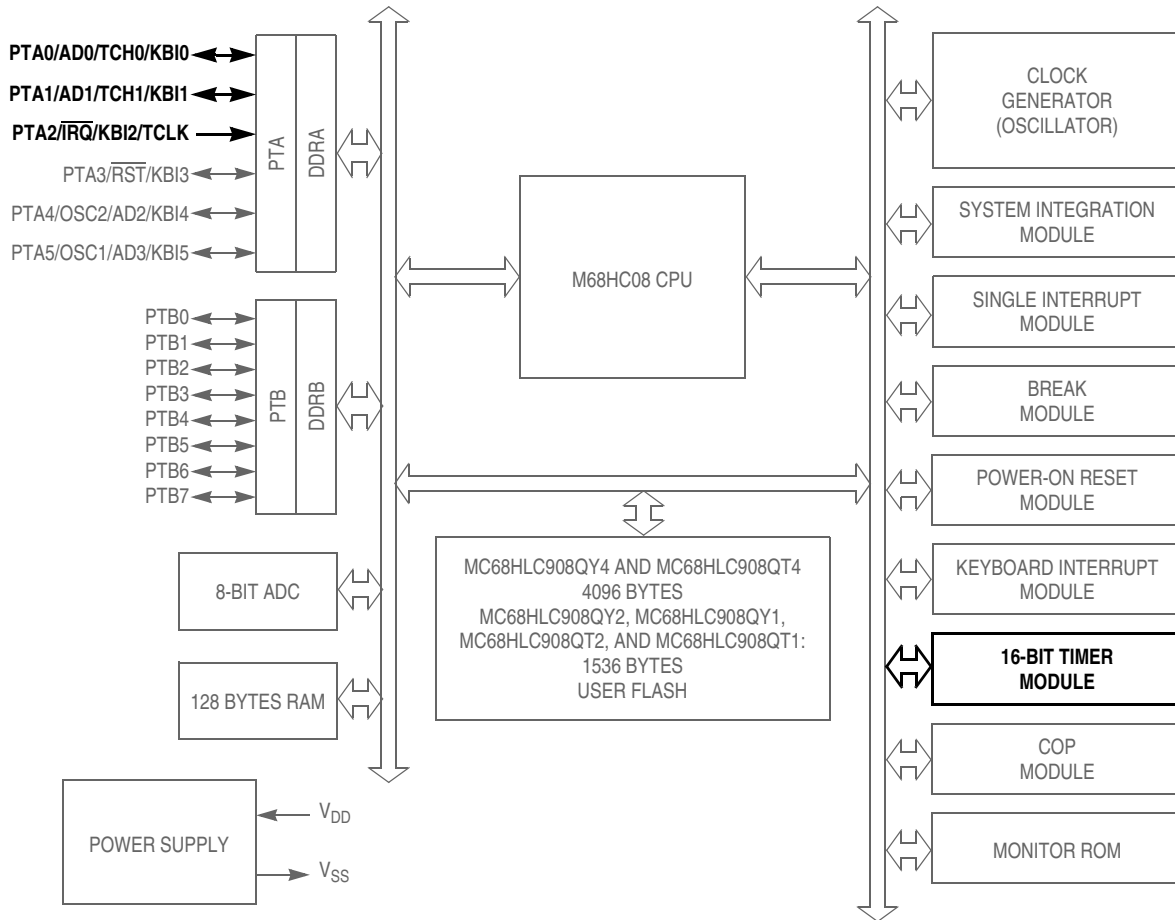 PTA0/AD0/TCH0/KBI0
PTA1/AD1/TCH1/KBI1
PTA2/I̅R̅Q̅/KBI2/TCLK
PTA3/R̅S̅T̅/KBI3
PTA4/OSC2/AD2/KBI4
PTA5/OSC1/AD3/KBI5
PTA
DDRA
PTB0
PTB1
PTB2
PTB3
PTB4
PTB5
PTB6
PTB7
PTB
DDRB
8-BIT ADC
128 BYTES RAM
POWER SUPPLY
V_DD
V_SS
M68HC08 CPU
MC68HLC908QY4 AND MC68HLC908QT4
4096 BYTES
MC68HLC908QY2, MC68HLC908QY1,
MC68HLC908QT2, AND MC68HLC908QT1:
1536 BYTES
USER FLASH
CLOCK
GENERATOR
(OSCILLATOR)
SYSTEM INTEGRATION
MODULE
SINGLE INTERRUPT
MODULE
BREAK
MODULE
POWER-ON RESET
MODULE
KEYBOARD INTERRUPT
MODULE
16-BIT TIMER
MODULE
COP
MODULE
MONITOR ROM